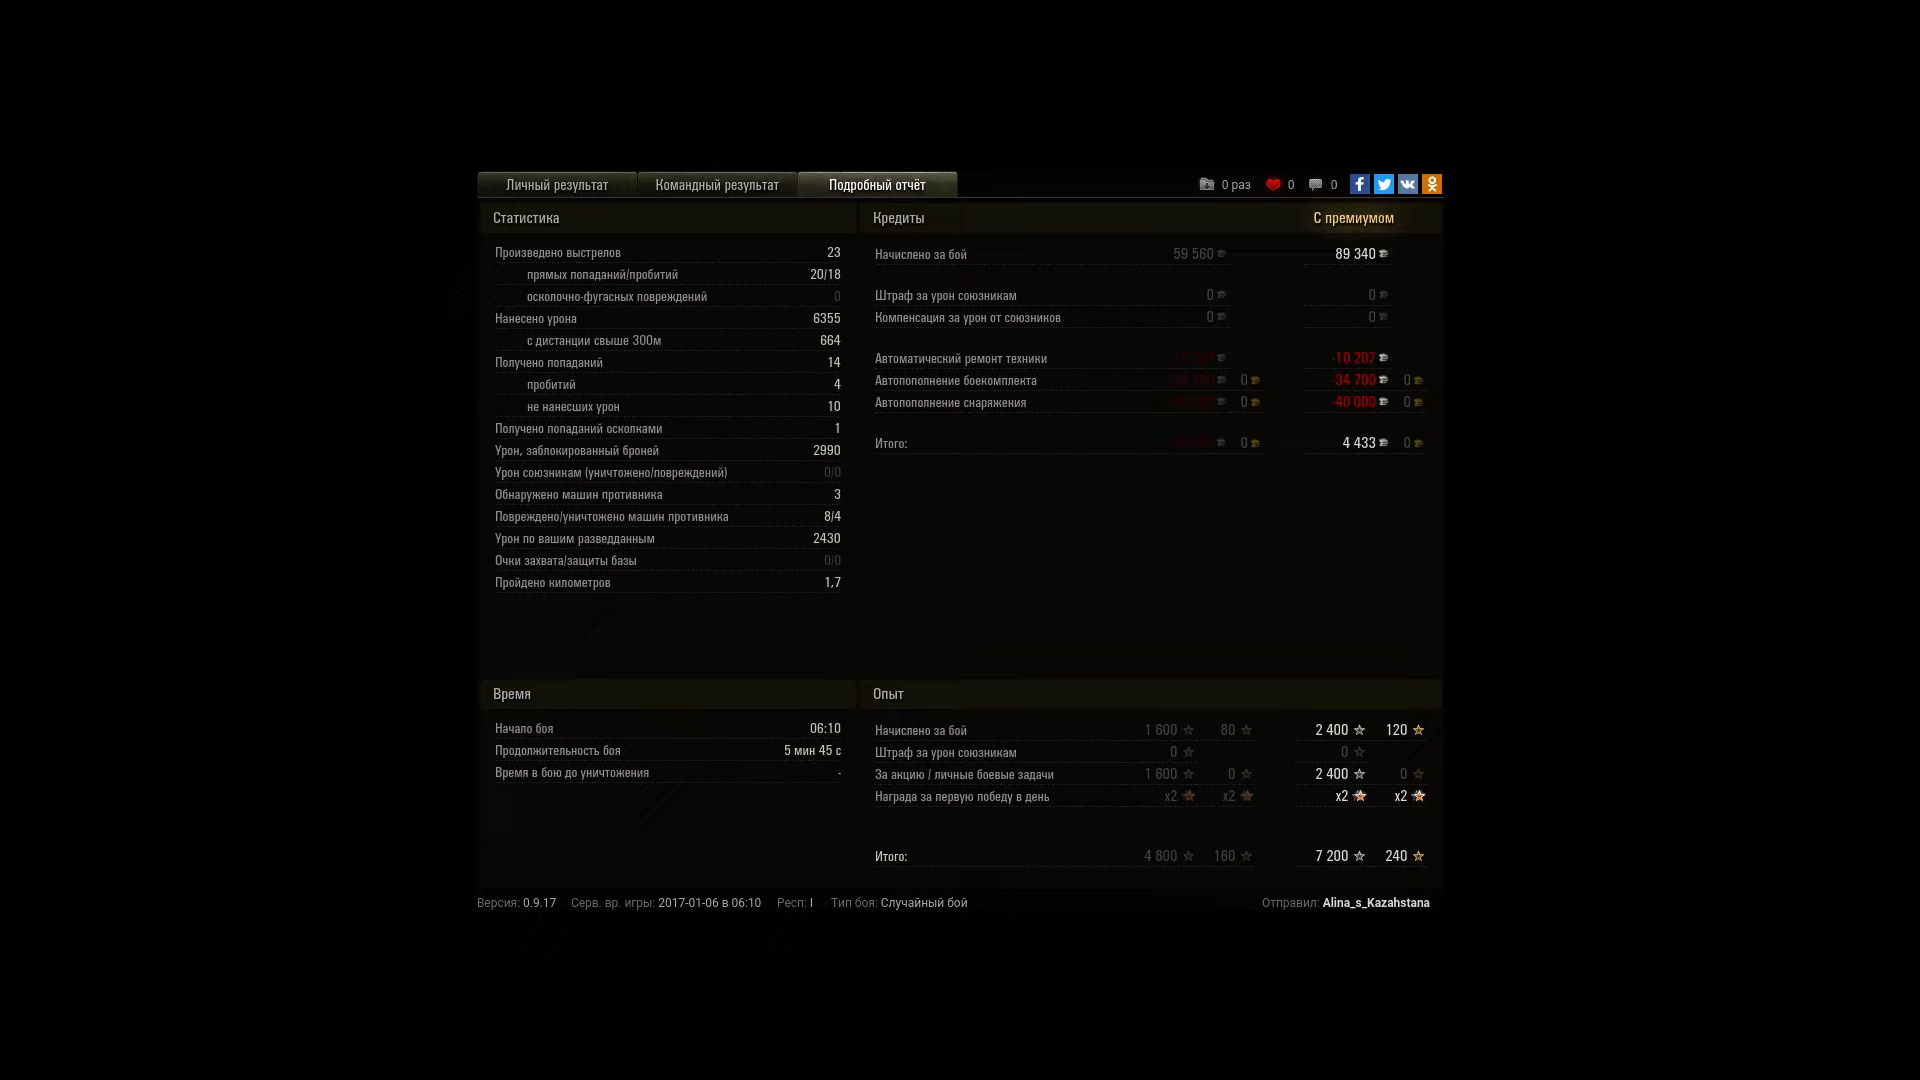 Личный результат Командный результат Подробный отчёт 0 раз 0 0
Статистика
Произведено выстрелов 23
прямых попаданий/пробитий 20/18
осколочно-фугасных повреждений 0
Нанесено урона 6355
с дистанции свыше 300м 664
Получено попаданий 14
пробитий 4
не нанесших урон 10
Получено попаданий осколками 1
Урон, заблокированный броней 2990
Урон союзникам (уничтожено/повреждений) 0/0
Обнаружено машин противника 3
Повреждено/уничтожено машин противника 8/4
Урон по вашим разведданным 2430
Очки захвата/защиты базы 0/0
Пройдено километров 1,7
Кредиты С премиумом
Начислено за бой 59 560 89 340
Штраф за урон союзникам 0 0
Компенсация за урон от союзников 0 0
Автоматический ремонт техники -10 207
Автопополнение боекомплекта 0 -34 700 0
Автопополнение снаряжения 0 -40 000 0
Итого: 0 4 433 0
Время
Начало боя 06:10
Продолжительность боя 5 мин 45 с
Время в бою до уничтожения -
Опыт
Начислено за бой 1 600 80 2 400 120
Штраф за урон союзникам 0 0
За акцию / личные боевые задачи 1 600 0 2 400 0
Награда за первую победу в день x2 x2 x2 x2
Итого: 4 800 160 7 200 240
Версия: 0.9.17 Серв. вр. игры: 2017-01-06 в 06:10 Респ: I Тип боя: Случайный бой Отправил: Alina_s_Kazahstana